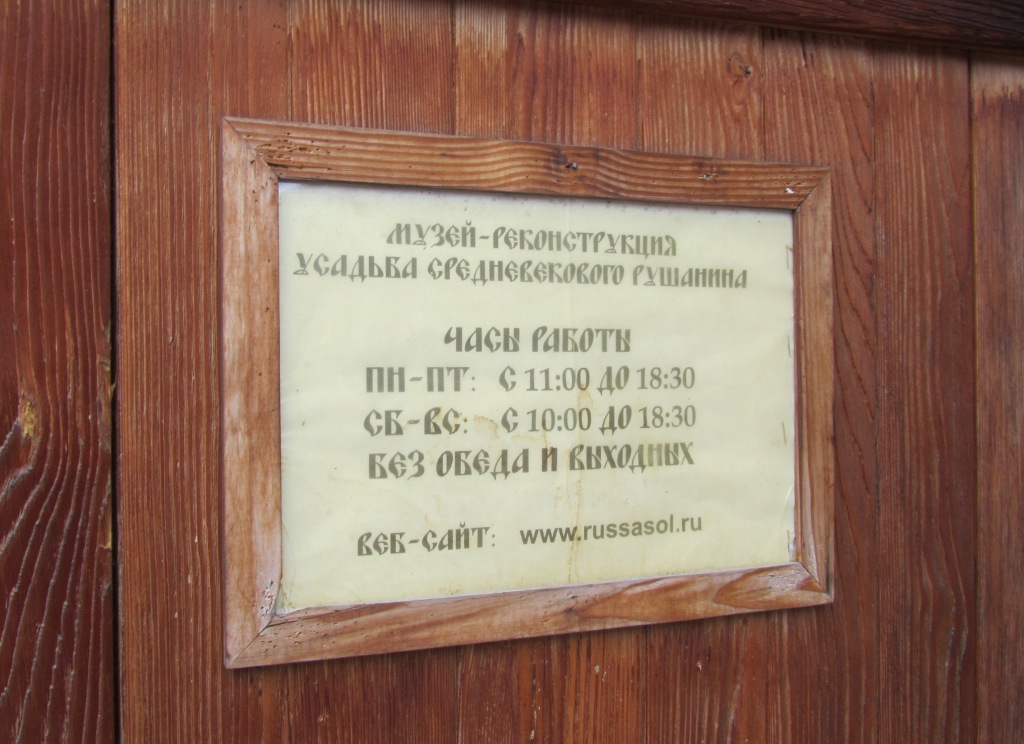 МУЗЕЙ-РЕКОНСТРУКЦИЯ
УСАДЬБА СРЕДНЕВЕКОВОГО РУШАНИНА
ЧАСЫ РАБОТЫ
ПН-ПТ: С 11:00 ДО 18:30
СБ-ВС: С 10:00 ДО 18:30
БЕЗ ОБЕДА И ВЫХОДНЫХ
ВЕБ-САЙТ: www.russasol.ru